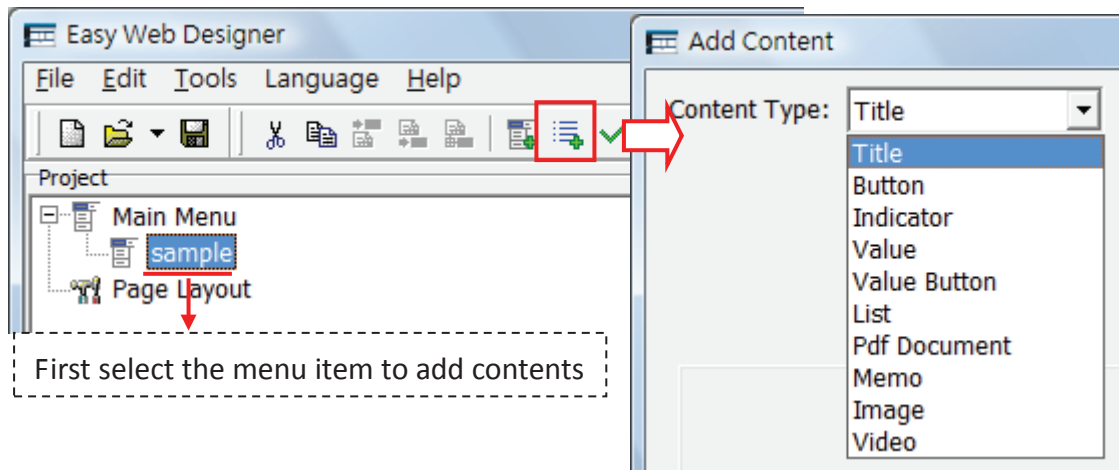 Easy Web Designer
File Edit Tools Language Help
Project
Main Menu
sample
Page Layout
First select the menu item to add contents
Add Content
Content Type: Title
Title
Button
Indicator
Value
Value Button
List
Pdf Document
Memo
Image
Video